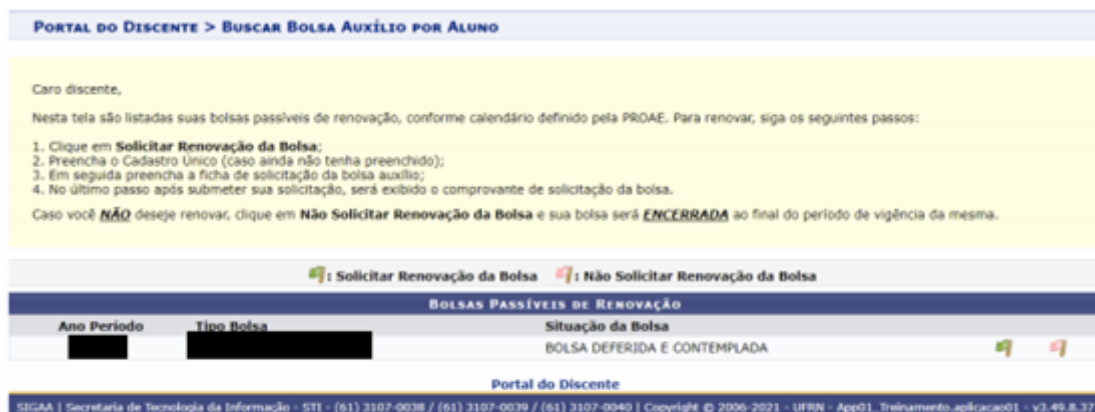 PORTAL DO DISCENTE > BUSCAR BOLSA AUXÍLIO POR ALUNO
Caro discente,
Nesta tela são listadas suas bolsas passíveis de renovação, conforme calendário definido pela PROAE. Para renovar, siga os seguintes passos:
1. Clique em Solicitar Renovação da Bolsa;
2. Preencha o Cadastro Único (caso ainda não tenha preenchido);
3. Em seguida preencha a ficha de solicitação da bolsa auxílio;
4. No último passo após submeter sua solicitação, será exibido o comprovante de solicitação da bolsa.
Caso você NÃO deseje renovar, clique em Não Solicitar Renovação da Bolsa e sua bolsa será ENCERRADA ao final do período de vigência da mesma.
: Solicitar Renovação da Bolsa : Não Solicitar Renovação da Bolsa
BOLSAS PASSÍVEIS DE RENOVAÇÃO
Ano Período Tipo Bolsa Situação da Bolsa
BOLSA DEFERIDA E CONTEMPLADA
Portal do Discente
SIGAA | Secretaria de Tecnologia da Informação - STI - (61) 3107-0038 / (61) 3107-0039 / (61) 3107-0040 | Copyright © 2006-2021 - UFRN - App01_Treinamento.aplicacao01 - v3.49.8.37